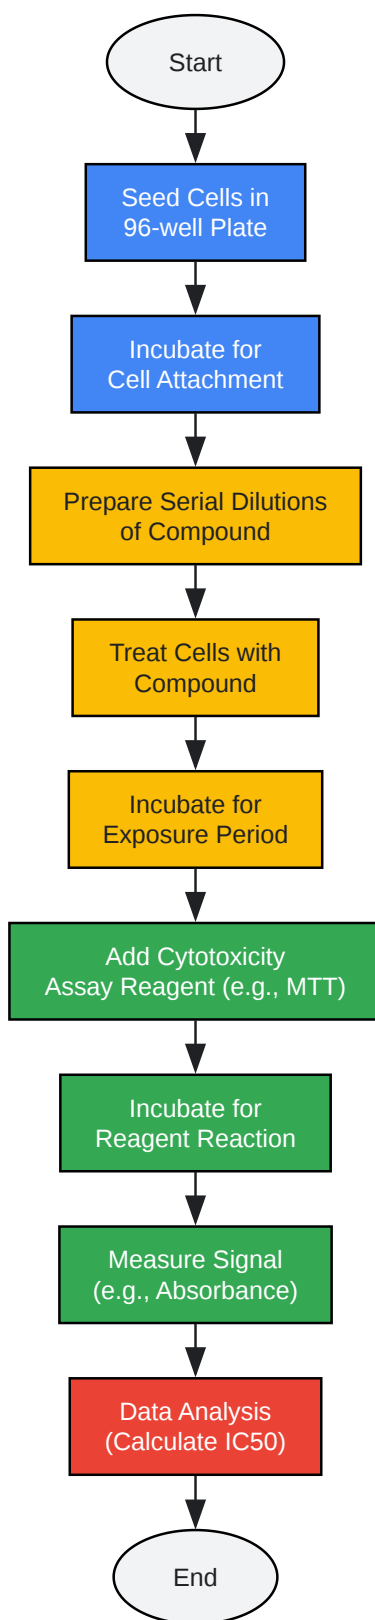 Start
Seed Cells in
96-well Plate
Incubate for
Cell Attachment
Prepare Serial Dilutions
of Compound
Treat Cells with
Compound
Incubate for
Exposure Period
Add Cytotoxicity
Assay Reagent (e.g., MTT)
Incubate for
Reagent Reaction
Measure Signal
(e.g., Absorbance)
Data Analysis
(Calculate IC50)
End